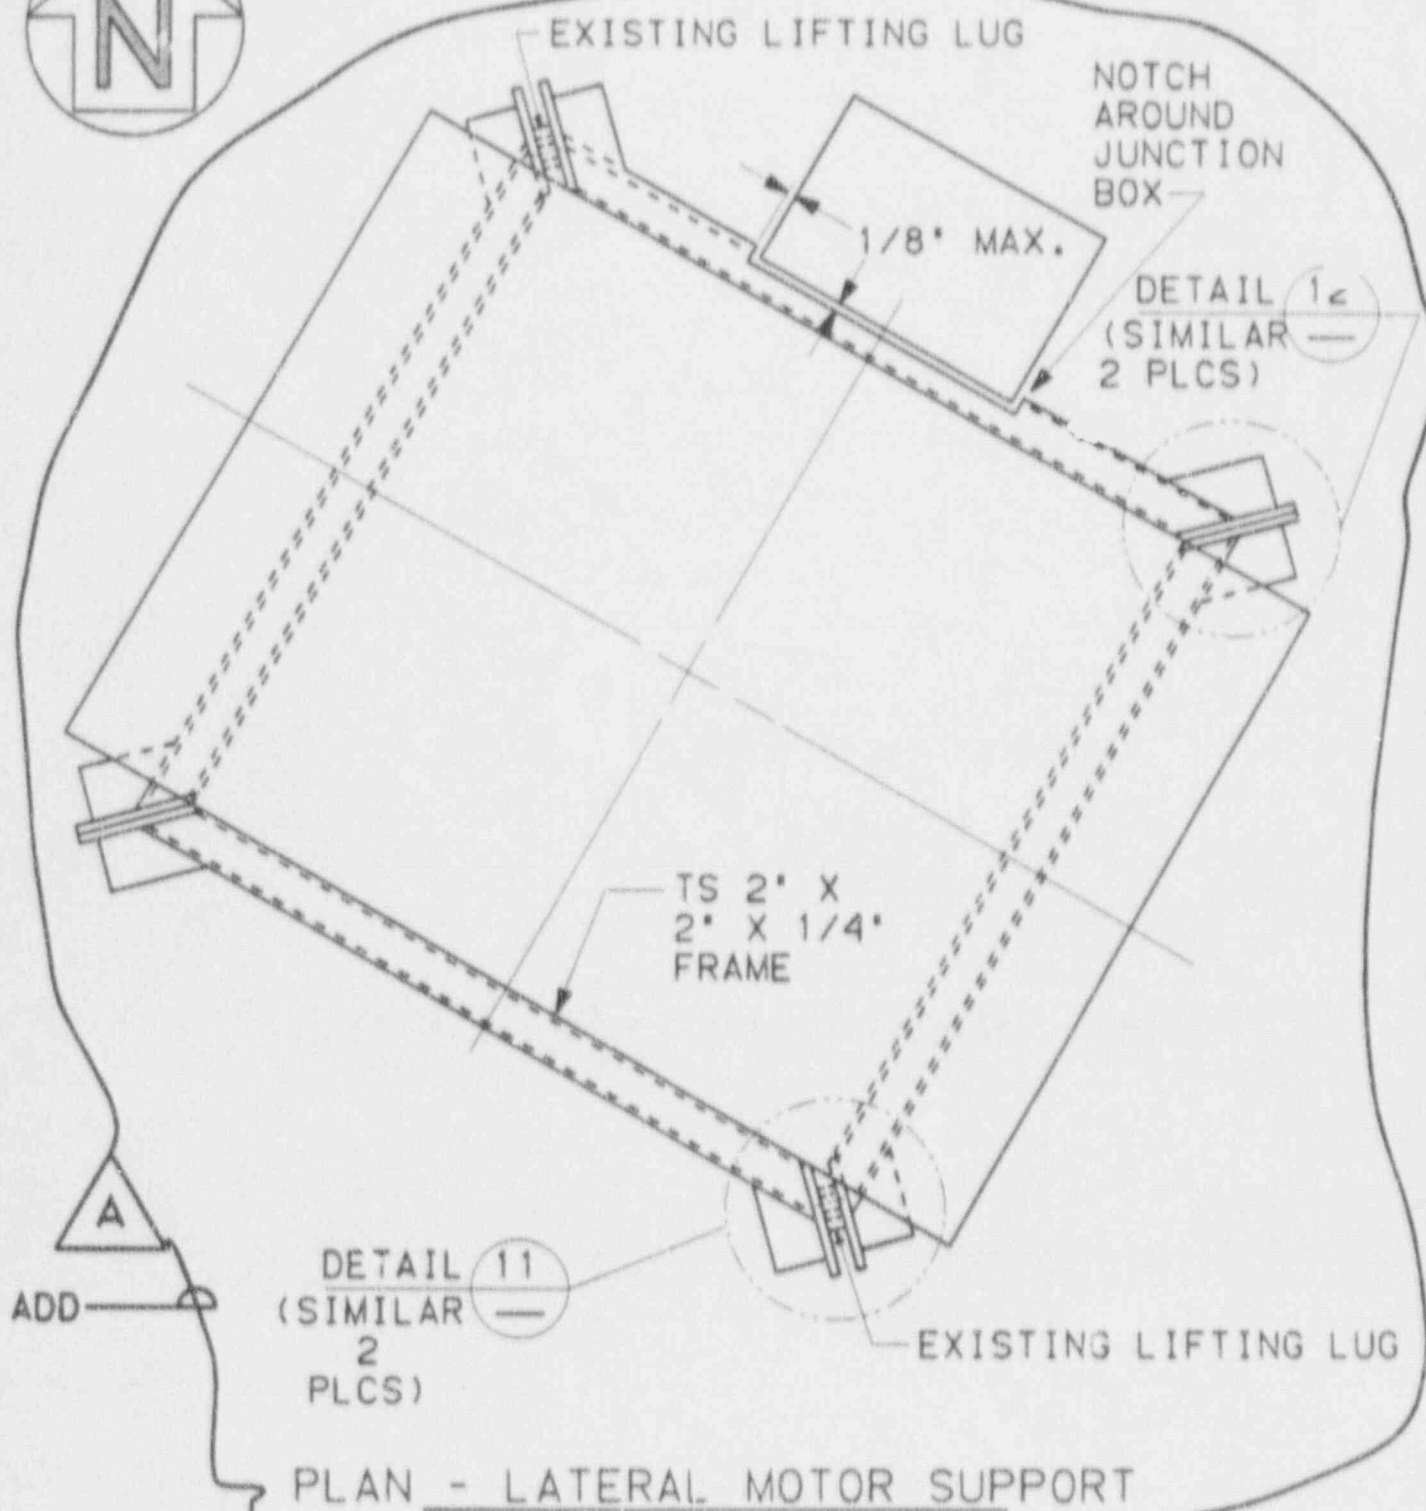 N
EXISTING LIFTING LUG
NOTCH
AROUND
JUNCTION
BOX
1/8" MAX.
DETAIL
(SIMILAR
2 PLCS)
TS 2" X
2" X 1/4"
FRAME
A
ADD
DETAIL 11
(SIMILAR
2
PLCS)
EXISTING LIFTING LUG
PLAN - LATERAL MOTOR SUPPORT